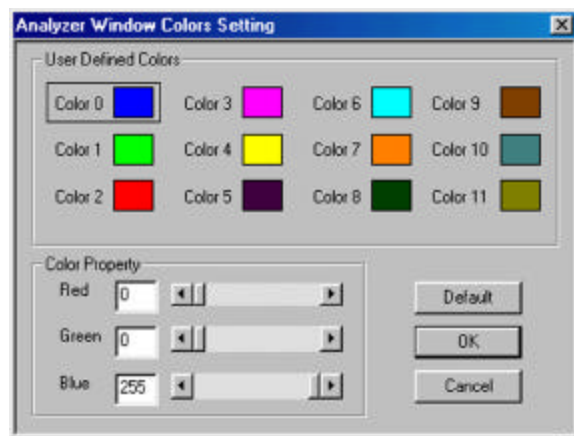 Analyzer Window Colors Setting
User Defined Colors
Color 0 Color 3 Color 6 Color 9
Color 1 Color 4 Color 7 Color 10
Color 2 Color 5 Color 8 Color 11
Color Property
Red 0
Green 0
Blue 255
Default
OK
Cancel